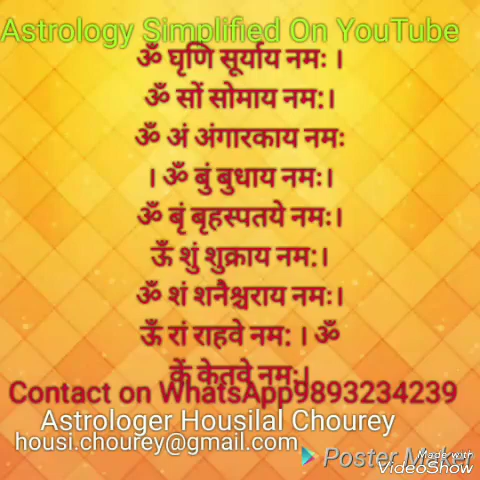 Astrology Simplified On YouTube
ॐ घृणि सूर्याय नमः ।
ॐ सों सोमाय नम:।
ॐ अं अंगारकाय नमः
। ॐ बुं बुधाय नमः।
ॐ बृं बृहस्पतये नमः।
ऊँ शुं शुक्राय नम:।
ॐ शं शनैश्चराय नमः।
ऊँ रां राहवे नम: । ॐ
कें केतवे नम:।
Contact on WhatsApp9893234239
Astrologer Housilal Chourey
housi.chourey@gmail.com
Poster Maker
Made with
VideoShow